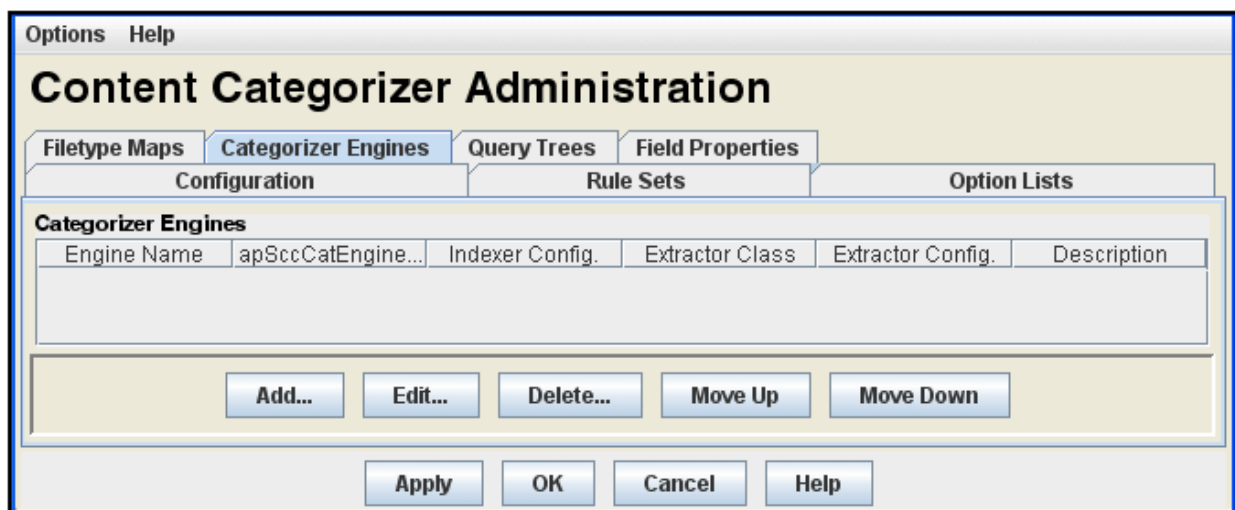 Options Help
Content Categorizer Administration
Filetype Maps Categorizer Engines Query Trees Field Properties
Configuration Rule Sets Option Lists
Categorizer Engines
Engine Name apSccCatEngine... Indexer Config. Extractor Class Extractor Config. Description
Add... Edit... Delete... Move Up Move Down
Apply OK Cancel Help